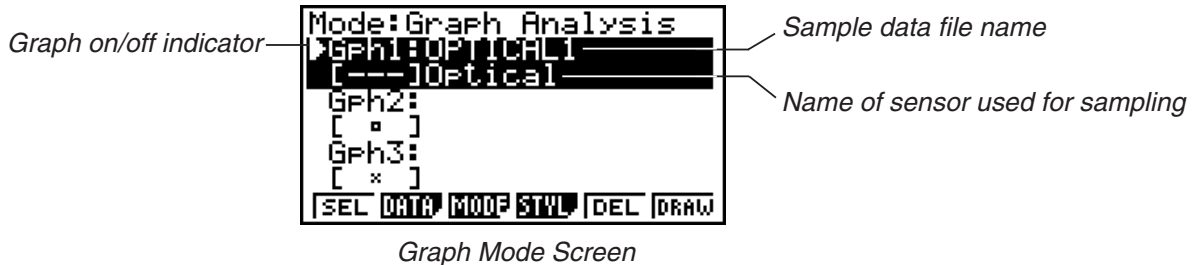 Mode:Graph Analysis
Graph on/off indicator
Gph1:OPTICAL1
Sample data file name
[---]Optical
Name of sensor used for sampling
Gph2:
[ ▫ ]
Gph3:
[ × ]
SEL DATA MODE STYL DEL DRAW
Graph Mode Screen